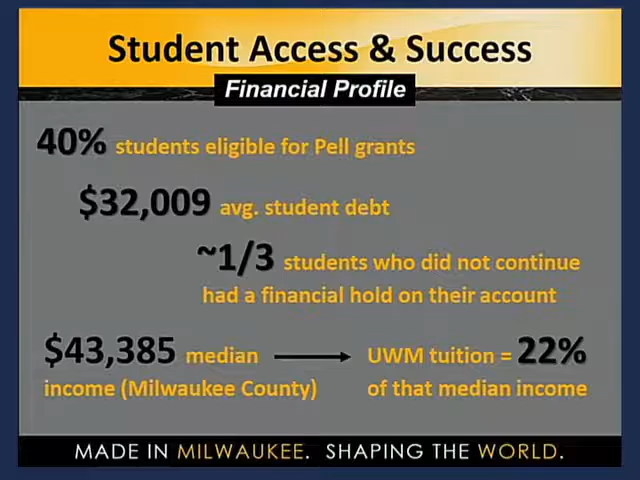 Student Access & Success
Financial Profile
40% students eligible for Pell grants
$32,009 avg. student debt
~1/3 students who did not continue
had a financial hold on their account
$43,385 median
income (Milwaukee County)
UWM tuition = 22%
of that median income
MADE IN MILWAUKEE. SHAPING THE WORLD.